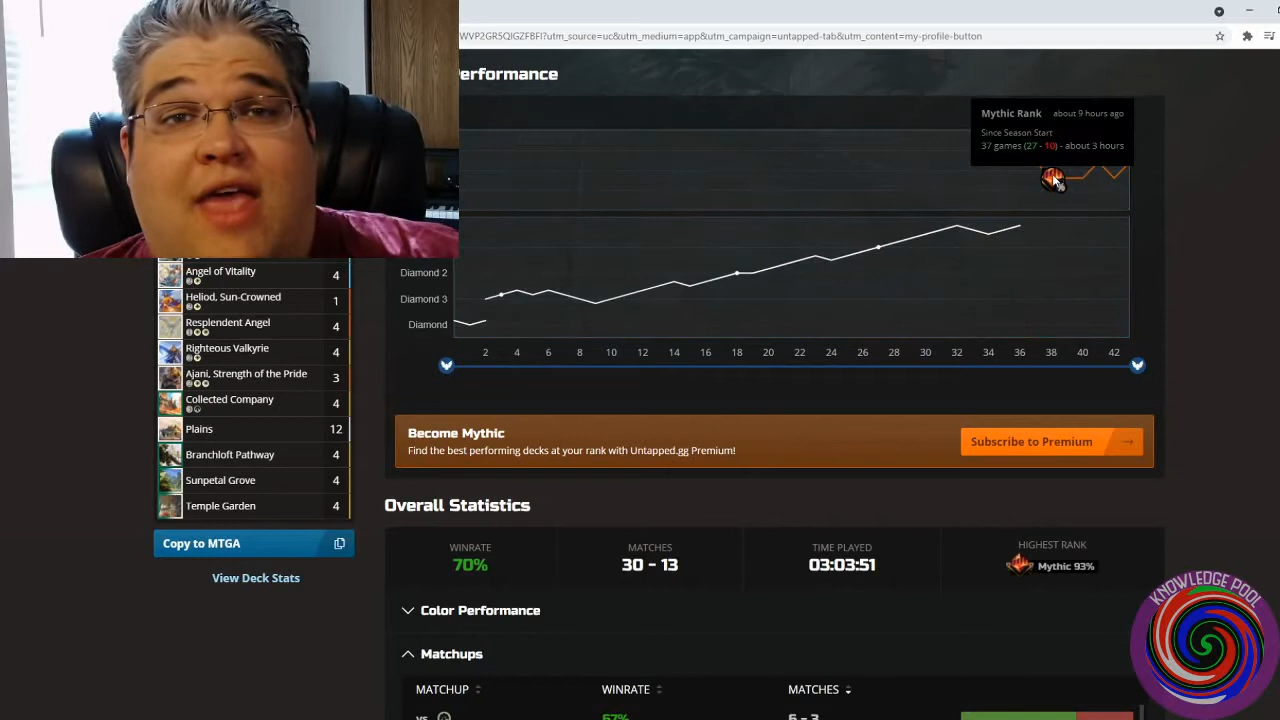 WVP2GR5QIGZFBFI?utm_source=uc&utm_medium=app&utm_campaign=untapped-tab&utm_content=my-profile-button
erformance
Mythic Rank about 9 hours ago
Since Season Start
37 games (27 - 10) - about 3 hours
Diamond 2
Diamond 3
Diamond
2 4 6 8 10 12 14 16 18 20 22 24 26 28 30 32 34 36 38 40 42
Angel of Vitality 4
Heliod, Sun-Crowned 1
Resplendent Angel 4
Righteous Valkyrie 4
Ajani, Strength of the Pride 3
Collected Company 4
Plains 12
Branchloft Pathway 4
Sunpetal Grove 4
Temple Garden 4
Copy to MTGA
View Deck Stats
Become Mythic
Find the best performing decks at your rank with Untapped.gg Premium!
Subscribe to Premium
Overall Statistics
WINRATE MATCHES TIME PLAYED HIGHEST RANK
70% 30 - 13 03:03:51 Mythic 93%
Color Performance
Matchups
MATCHUP WINRATE MATCHES
vs 67% 6 - 3
KNOWLEDGE POOL